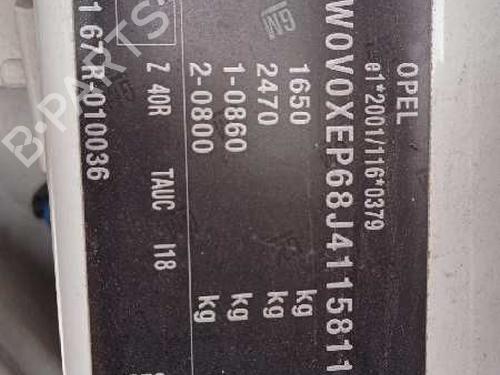 OPEL
e1*2001/116*0379
W0V0XEP68J4115811
1650 kg
2470 kg
1-0860 kg
2-0800 kg
GM
Z 40R TAUC I18
67R-010036
B-PARTS